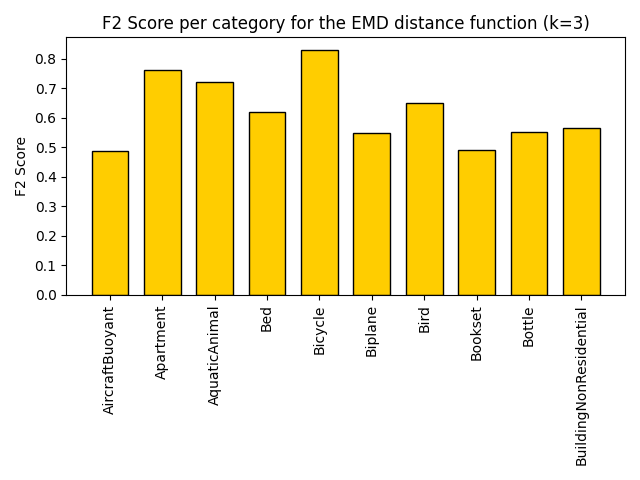 F2 Score per category for the EMD distance function (k=3)
F2 Score
0.8
0.7
0.6
0.5
0.4
0.3
0.2
0.1
0.0
AircraftBuoyant
Apartment
AquaticAnimal
Bed
Bicycle
Biplane
Bird
Bookset
Bottle
BuildingNonResidential